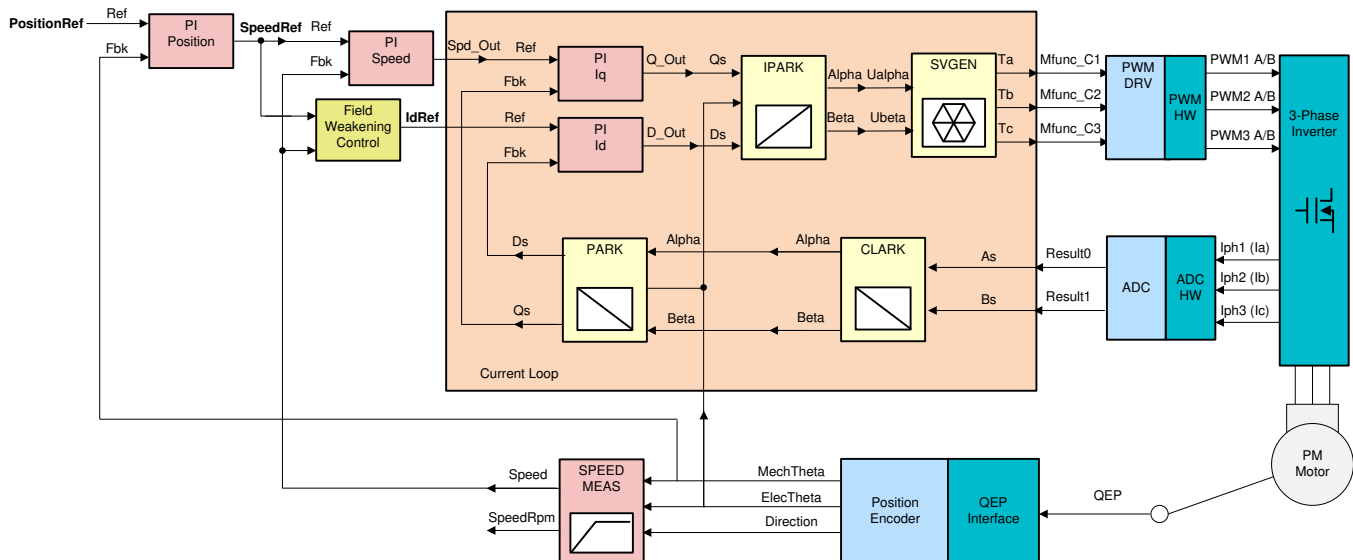 PositionRef
Ref
Fbk
PI
Position
SpeedRef
Ref
Fbk
PI
Speed
Field
Weakening
Control
IdRef
Spd_Out
Ref
Fbk
PI
Iq
Q_Out
Qs
Ref
Fbk
PI
Id
D_Out
Ds
IPARK
Alpha
Ualpha
Beta
Ubeta
SVGEN
Ta
Tb
Tc
Mfunc_C1
Mfunc_C2
Mfunc_C3
PWM
DRV
PWM
HW
PWM1 A/B
PWM2 A/B
PWM3 A/B
3-Phase
Inverter
Ds
Qs
PARK
Alpha
Alpha
Beta
Beta
CLARK
As
Bs
Result0
Result1
ADC
ADC
HW
Iph1 (Ia)
Iph2 (Ib)
Iph3 (Ic)
Current Loop
PM
Motor
Speed
SpeedRpm
SPEED
MEAS
MechTheta
ElecTheta
Direction
Position
Encoder
QEP
Interface
QEP